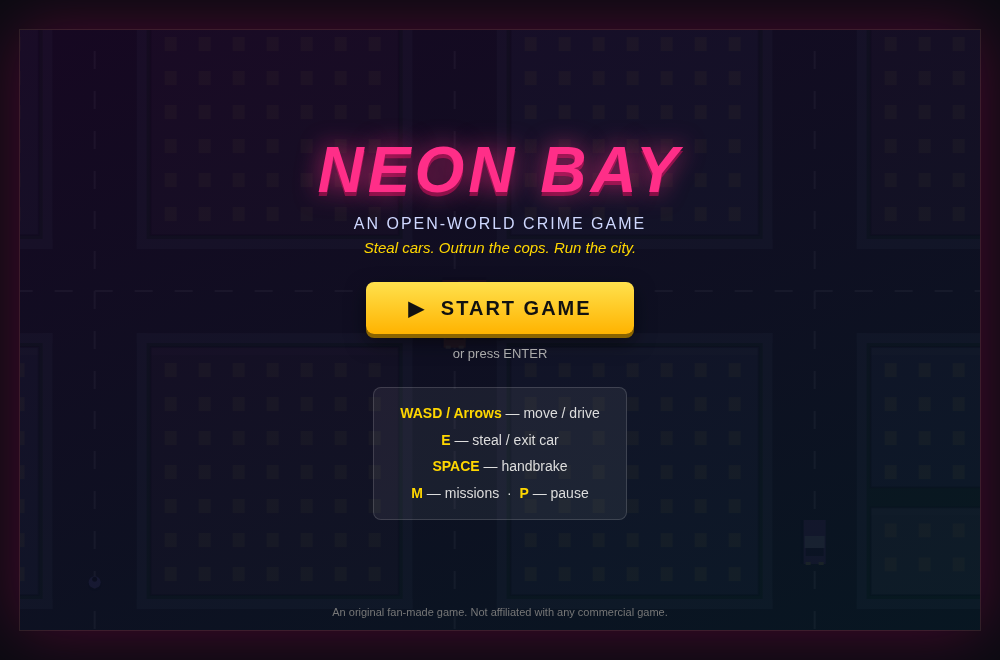 NEON BAY
AN OPEN-WORLD CRIME GAME
Steal cars. Outrun the cops. Run the city.
▶ START GAME
or press ENTER
WASD / Arrows — move / drive
E — steal / exit car
SPACE — handbrake
M — missions · P — pause
An original fan-made game. Not affiliated with any commercial game.